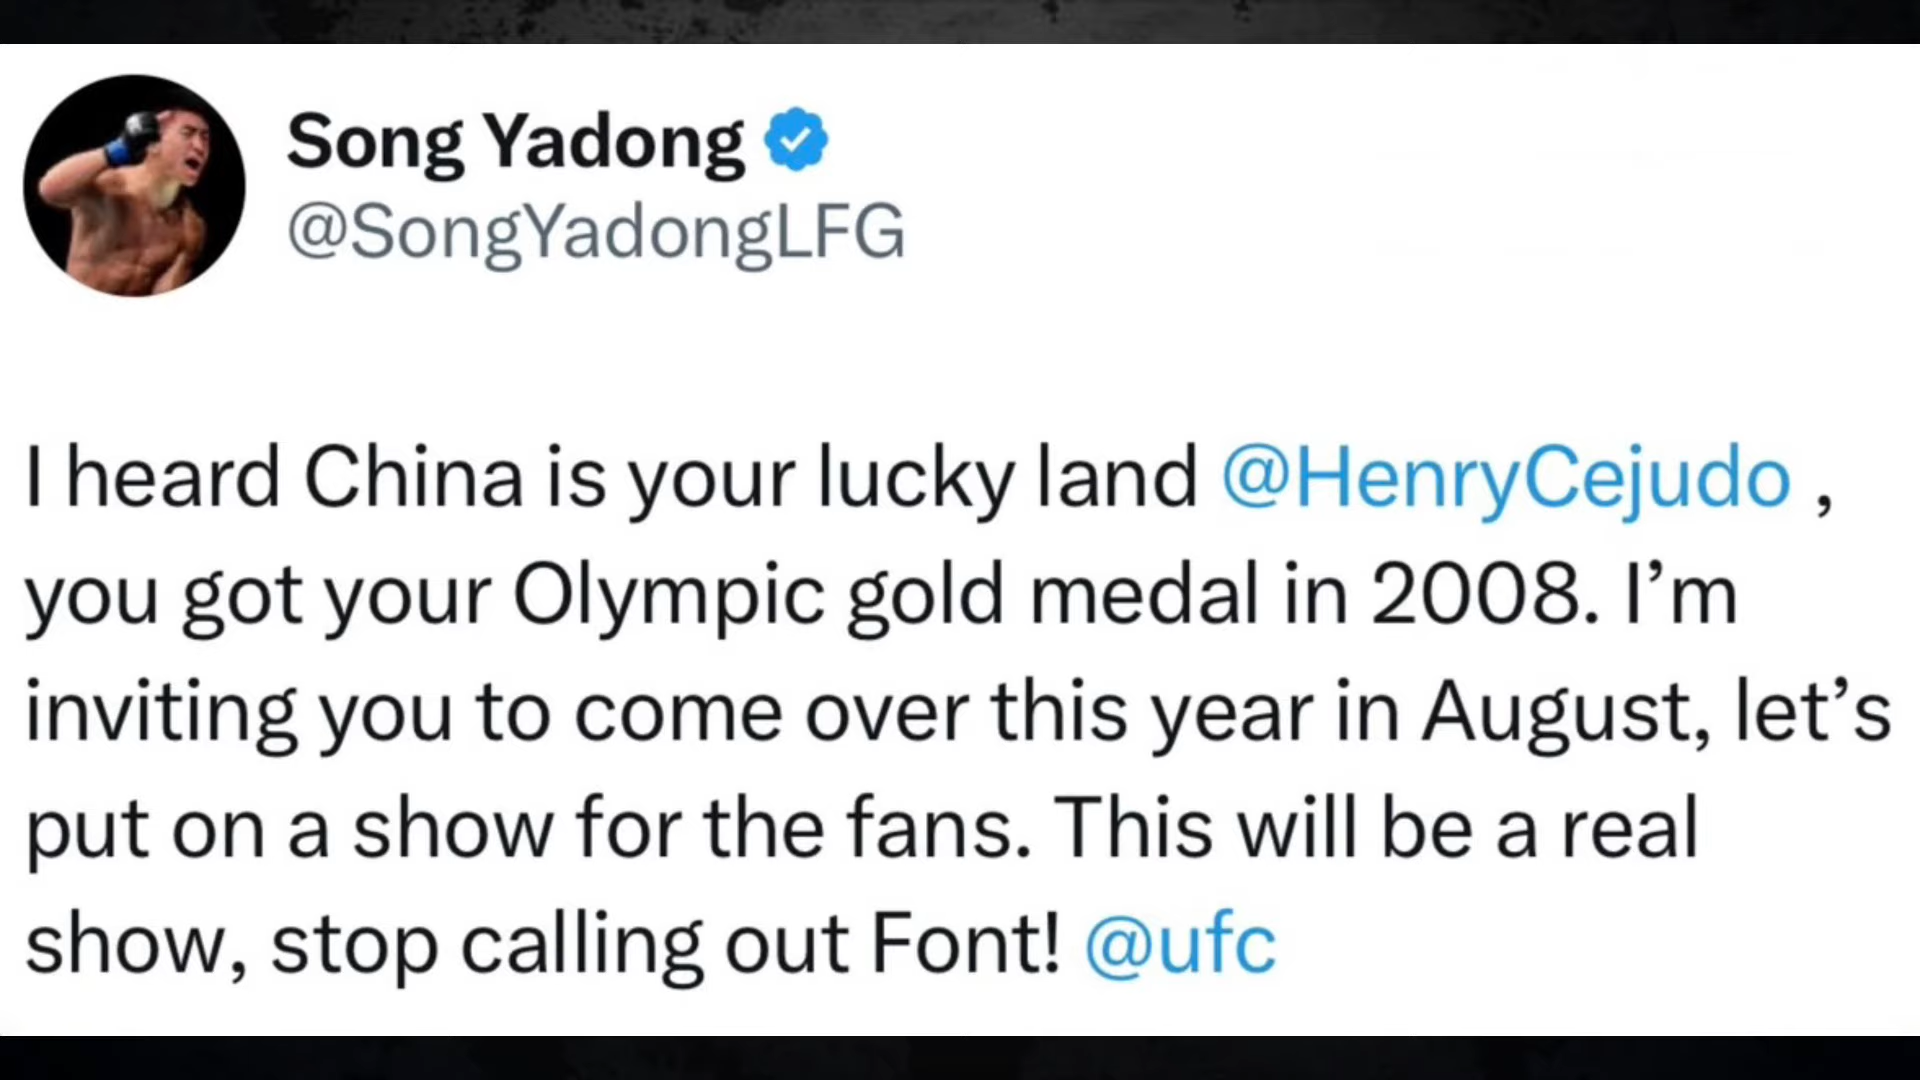 Song Yadong
@SongYadongLFG
I heard China is your lucky land @HenryCejudo ,
you got your Olympic gold medal in 2008. I’m
inviting you to come over this year in August, let’s
put on a show for the fans. This will be a real
show, stop calling out Font! @ufc